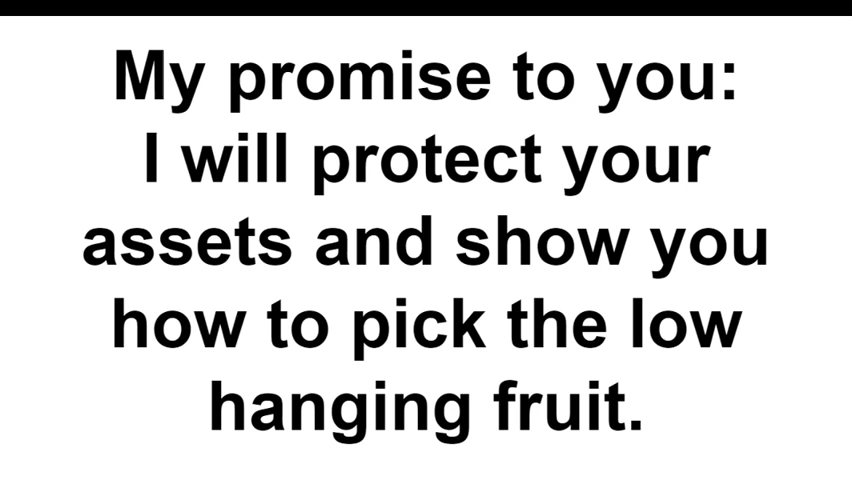 My promise to you:
I will protect your
assets and show you
how to pick the low
hanging fruit.